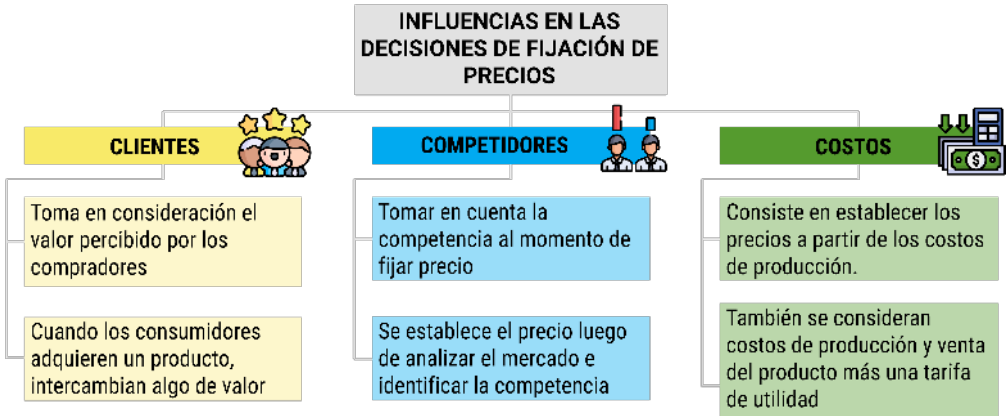 INFLUENCIAS EN LAS
DECISIONES DE FIJACIÓN DE
PRECIOS
CLIENTES
Toma en consideración el
valor percibido por los
compradores
Cuando los consumidores
adquieren un producto,
intercambian algo de valor
COMPETIDORES
Tomar en cuenta la
competencia al momento de
fijar precio
Se establece el precio luego
de analizar el mercado e
identificar la competencia
COSTOS
$
Consiste en establecer los
precios a partir de los costos
de producción.
También se consideran
costos de producción y venta
del producto más una tarifa
de utilidad